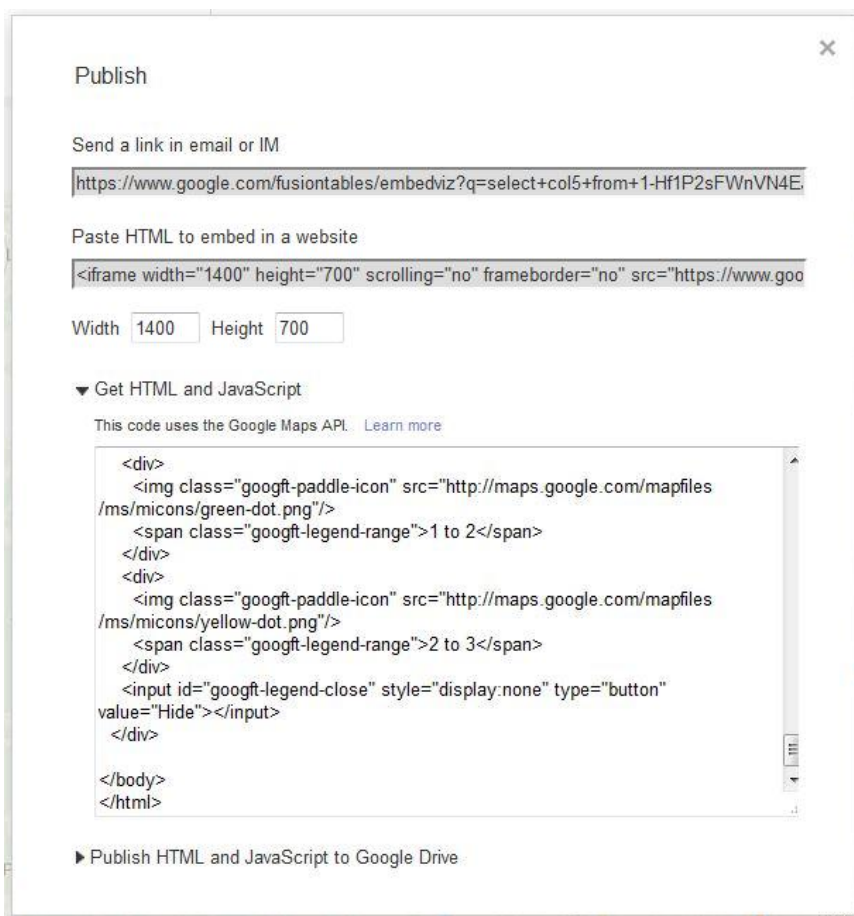 ×
Publish
Send a link in email or IM
https://www.google.com/fusiontables/embedviz?q=select+col5+from+1-Hf1P2sFWnVN4E
Paste HTML to embed in a website
<iframe width="1400" height="700" scrolling="no" frameborder="no" src="https://www.goo
Width 1400 Height 700
Get HTML and JavaScript
This code uses the Google Maps API. Learn more
<div>
<img class="googft-paddle-icon" src="http://maps.google.com/mapfiles
/ms/micons/green-dot.png"/>
<span class="googft-legend-range">1 to 2</span>
</div>
<div>
<img class="googft-paddle-icon" src="http://maps.google.com/mapfiles
/ms/micons/yellow-dot.png"/>
<span class="googft-legend-range">2 to 3</span>
</div>
<input id="googft-legend-close" style="display:none" type="button"
value="Hide"></input>
</div>
</body>
</html>
Publish HTML and JavaScript to Google Drive